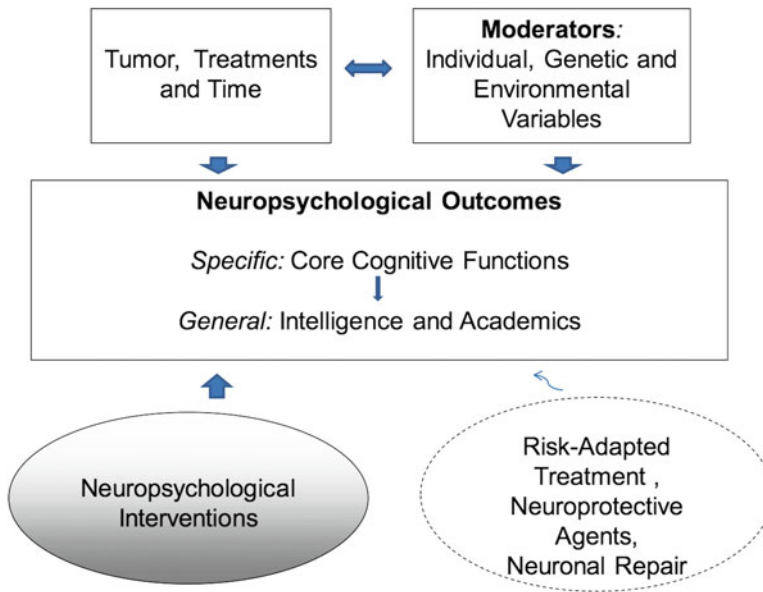 Tumor, Treatments
and Time
Moderators:
Individual, Genetic and
Environmental
Variables
Neuropsychological Outcomes
Specific: Core Cognitive Functions
General: Intelligence and Academics
Neuropsychological
Interventions
Risk-Adapted
Treatment ,
Neuroprotective
Agents,
Neuronal Repair